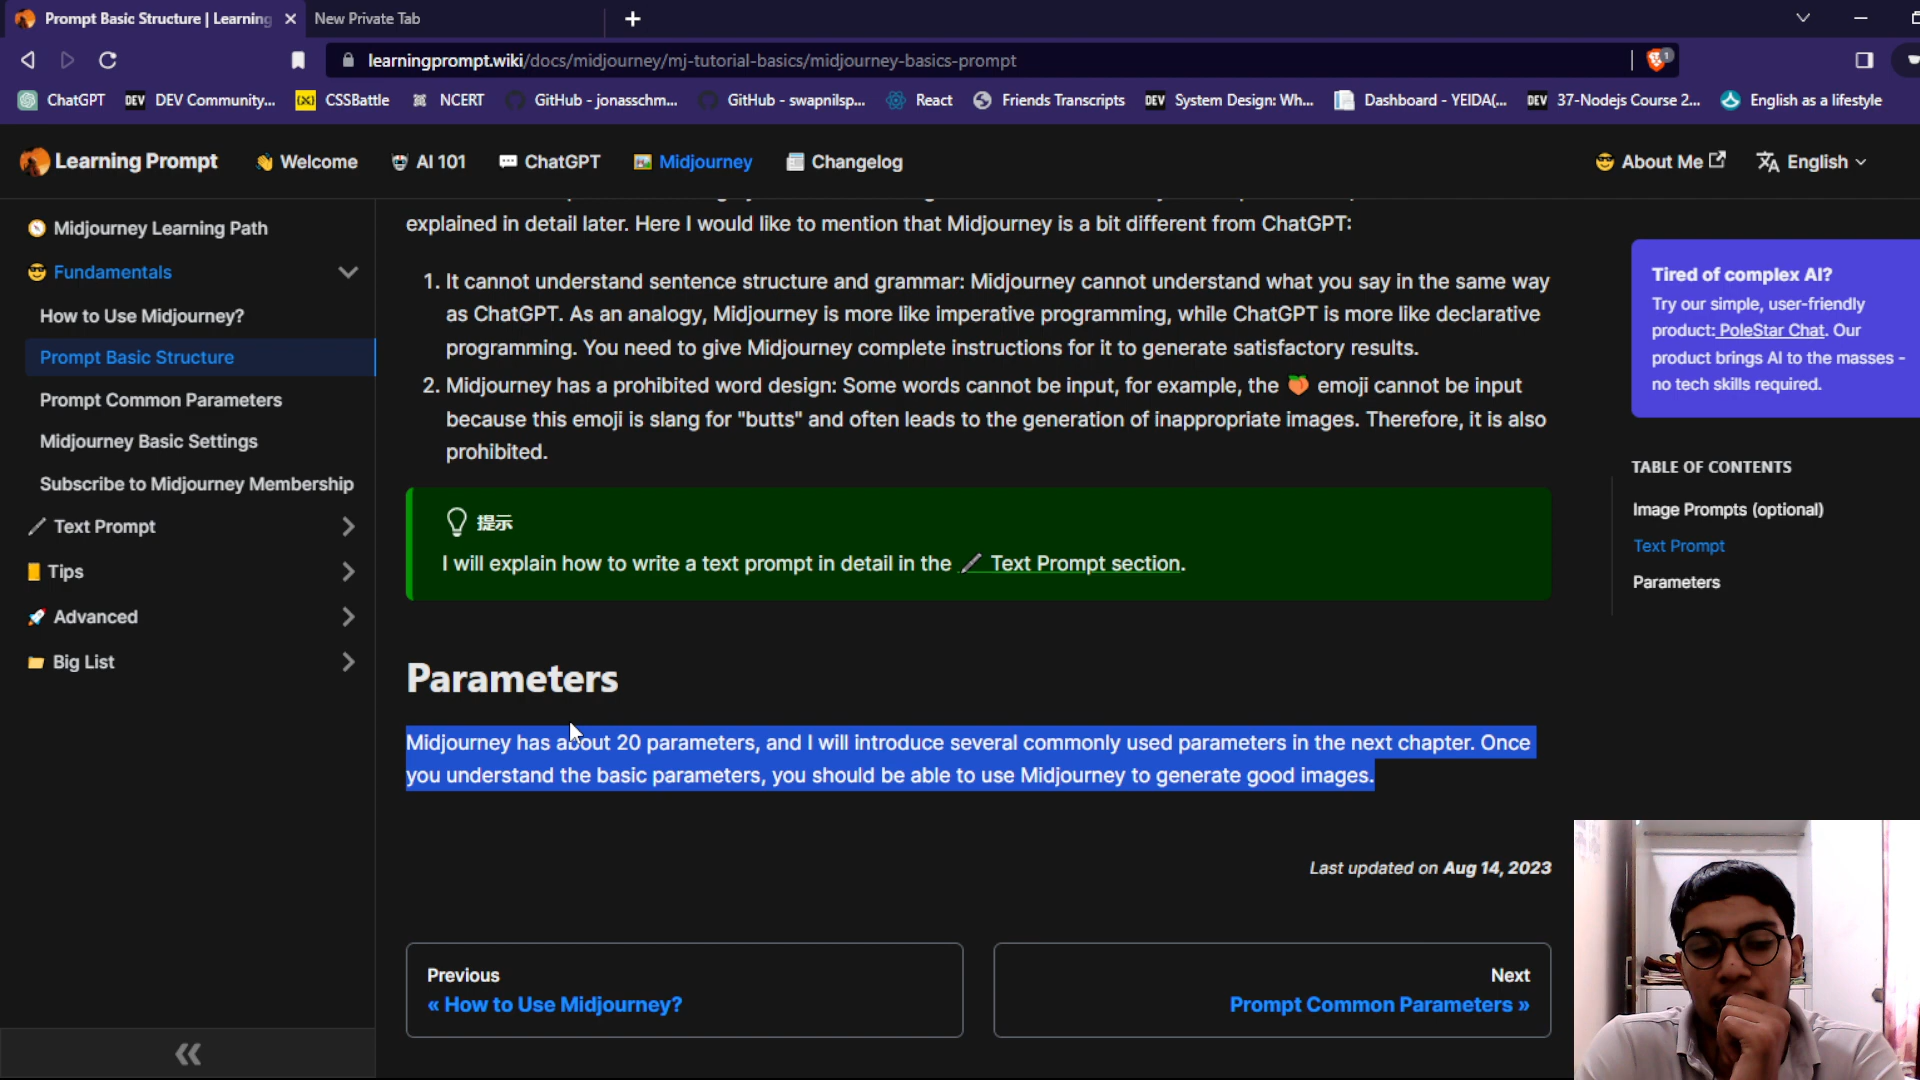 Prompt Basic Structure | Learning
New Private Tab
learningprompt.wiki/docs/midjourney/mj-tutorial-basics/midjourney-basics-prompt
1
ChatGPT
DEV DEV Community...
CSSBattle
NCERT
GitHub - jonasschm...
GitHub - swapnilsp...
React
Friends Transcripts
DEV System Design: Wh...
Dashboard - YEIDA(...
DEV 37-Nodejs Course 2...
English as a lifestyle
Learning Prompt
👋 Welcome
AI 101
💬 ChatGPT
Midjourney
Changelog
😎 About Me
English
Midjourney Learning Path
😎 Fundamentals
How to Use Midjourney?
Prompt Basic Structure
Prompt Common Parameters
Midjourney Basic Settings
Subscribe to Midjourney Membership
Text Prompt
Tips
🚀 Advanced
Big List
explained in detail later. Here I would like to mention that Midjourney is a bit different from ChatGPT:
1. It cannot understand sentence structure and grammar: Midjourney cannot understand what you say in the same way
as ChatGPT. As an analogy, Midjourney is more like imperative programming, while ChatGPT is more like declarative
programming. You need to give Midjourney complete instructions for it to generate satisfactory results.
2. Midjourney has a prohibited word design: Some words cannot be input, for example, the 🍑 emoji cannot be input
because this emoji is slang for "butts" and often leads to the generation of inappropriate images. Therefore, it is also
prohibited.
提示
I will explain how to write a text prompt in detail in the 🖊 Text Prompt section.
Parameters
Midjourney has about 20 parameters, and I will introduce several commonly used parameters in the next chapter. Once
you understand the basic parameters, you should be able to use Midjourney to generate good images.
Last updated on Aug 14, 2023
Previous
« How to Use Midjourney?
Next
Prompt Common Parameters »
Tired of complex AI?
Try our simple, user-friendly
product: PoleStar Chat. Our
product brings AI to the masses -
no tech skills required.
TABLE OF CONTENTS
Image Prompts (optional)
Text Prompt
Parameters